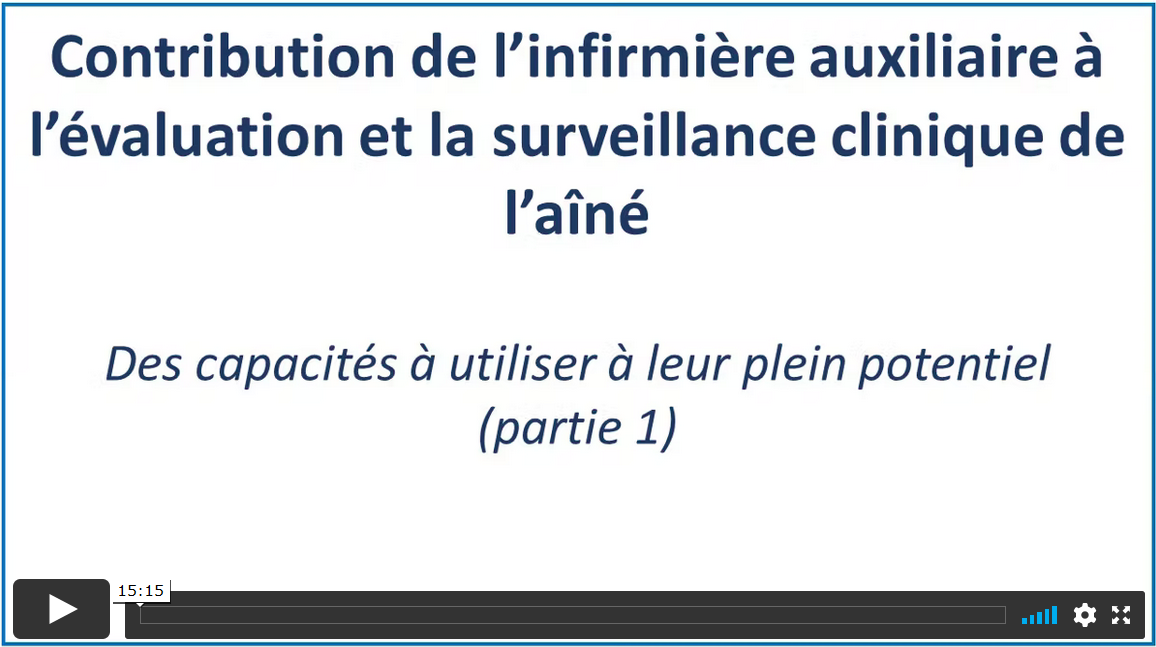 Contribution de l’infirmière auxiliaire à
l’évaluation et la surveillance clinique de
l’aîné
Des capacités à utiliser à leur plein potentiel
(partie 1)
15:15